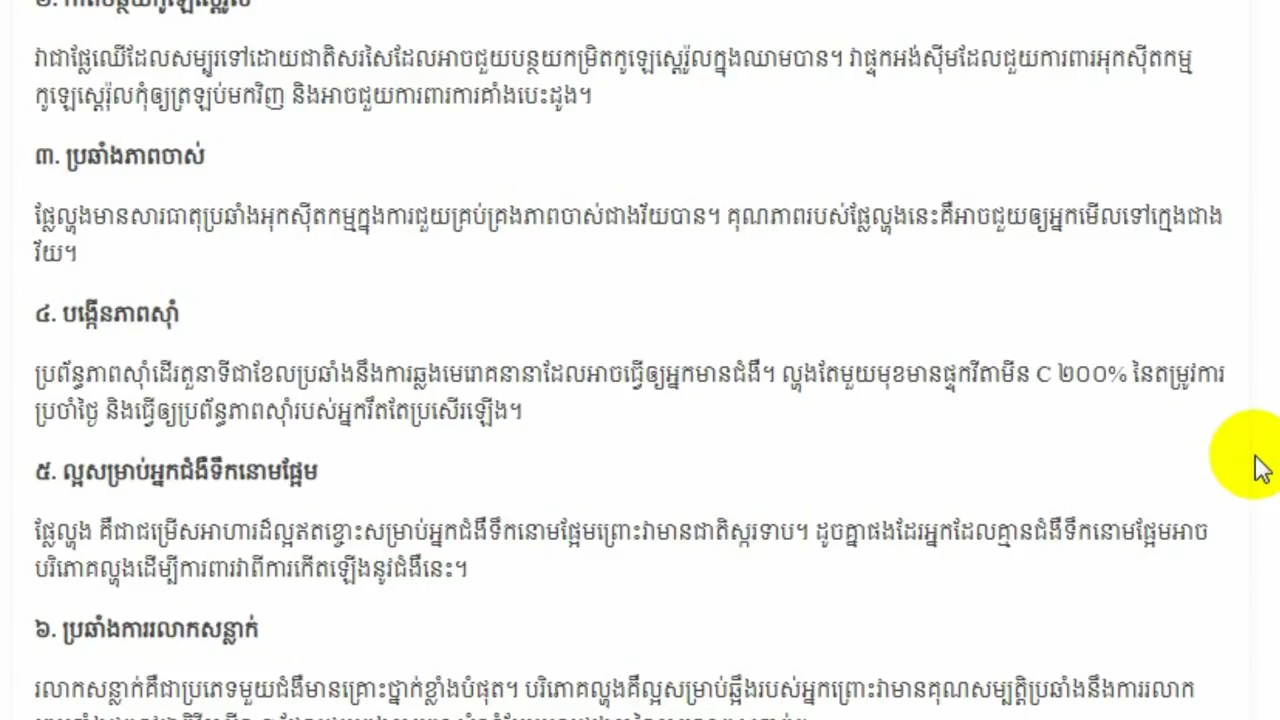 ២. កាត់បន្ថយកូឡេស្តេរ៉ូល
វាជាផ្លែឈើដែលសម្បូរទៅដោយជាតិសរសៃដែលអាចជួយបន្ថយកម្រិតកូឡេស្តេរ៉ូលក្នុងឈាមបាន។ វាផ្ទុកអង់ស៊ីមដែលជួយការពារអុកស៊ីតកម្ម
កូឡេស្តេរ៉ុលកុំឲ្យត្រឡប់មកវិញ និងអាចជួយការពារការគាំងបេះដូង។
៣. ប្រឆាំងភាពចាស់
ផ្លែល្ហុងមានសារធាតុប្រឆាំងអុកស៊ីតកម្មក្នុងការជួយគ្រប់គ្រងភាពចាស់ជាងវ័យបាន។ គុណភាពរបស់ផ្លែល្ហុងនេះគឺអាចជួយឲ្យអ្នកមើលទៅក្មេងជាង
វ័យ។
៤. បង្កើនភាពស៊ាំ
ប្រព័ន្ធភាពស៊ាំដើរតួនាទីជាខែលប្រឆាំងនឹងការឆ្លងមេរោគនានាដែលអាចធ្វើឲ្យអ្នកមានជំងឺ។ ល្ហុងតែមួយមុខមានផ្ទុកវីតាមីន C ២០០% នៃតម្រូវការ
ប្រចាំថ្ងៃ និងធ្វើឲ្យប្រព័ន្ធភាពស៊ាំរបស់អ្នករឹតតែប្រសើរឡើង។
៥. ល្អសម្រាប់អ្នកជំងឺទឹកនោមផ្អែម
ផ្លែល្ហុង គឺជាជម្រើសអាហារដ៏ល្អឥតខ្ចោះសម្រាប់អ្នកជំងឺទឹកនោមផ្អែមព្រោះវាមានជាតិស្ករទាប។ ដូចគ្នាផងដែរអ្នកដែលគ្មានជំងឺទឹកនោមផ្អែមអាច
បរិភោគល្ហុងដើម្បីការពារវាពីការកើតឡើងនូវជំងឺនេះ។
៦. ប្រឆាំងការរលាកសន្លាក់
រលាកសន្លាក់គឺជាប្រភេទមួយជំងឺមានគ្រោះថ្នាក់ខ្លាំងបំផុត។ បរិភោគល្ហុងគឺល្អសម្រាប់ឆ្អឹងរបស់អ្នកព្រោះវាមានគុណសម្បត្តិប្រឆាំងនឹងការរលាក